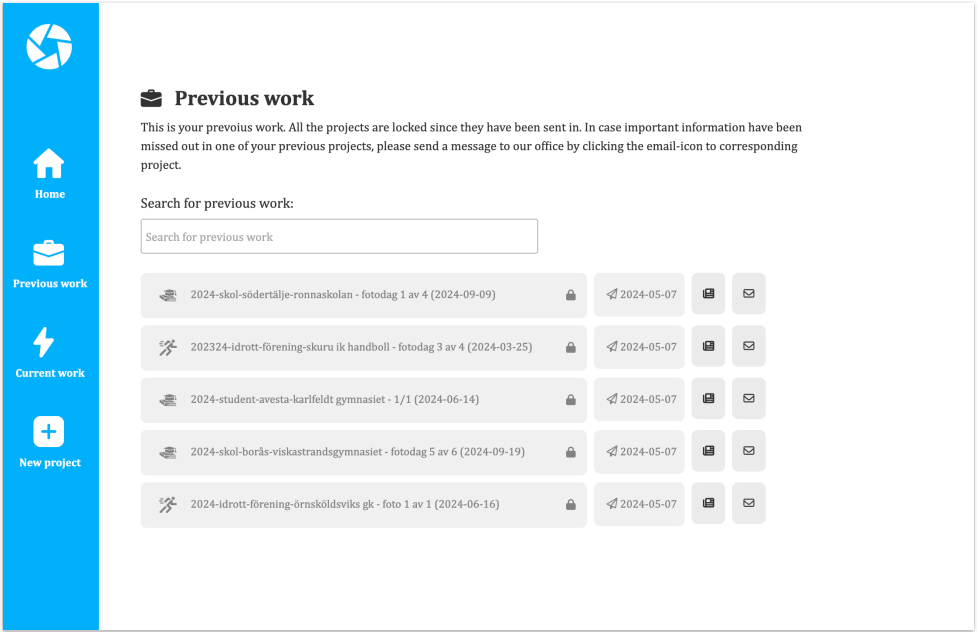 Previous work
This is your prevoius work. All the projects are locked since they have been sent in. In case important information have been
missed out in one of your previous projects, please send a message to our office by clicking the email-icon to corresponding
project.
Search for previous work:
Search for previous work
2024-skol-södertälje-ronnaskolan - fotodag 1 av 4 (2024-09-09) 2024-05-07
202324-idrott-förening-skuru ik handboll - fotodag 3 av 4 (2024-03-25) 2024-05-07
2024-student-avesta-karlfeldt gymnasiet - 1/1 (2024-06-14) 2024-05-07
2024-skol-borås-viskastrandsgymnasiet - fotodag 5 av 6 (2024-09-19) 2024-05-07
2024-idrott-förening-örnsköldsviks gk - foto 1 av 1 (2024-06-16) 2024-05-07
Home
Previous work
Current work
New project